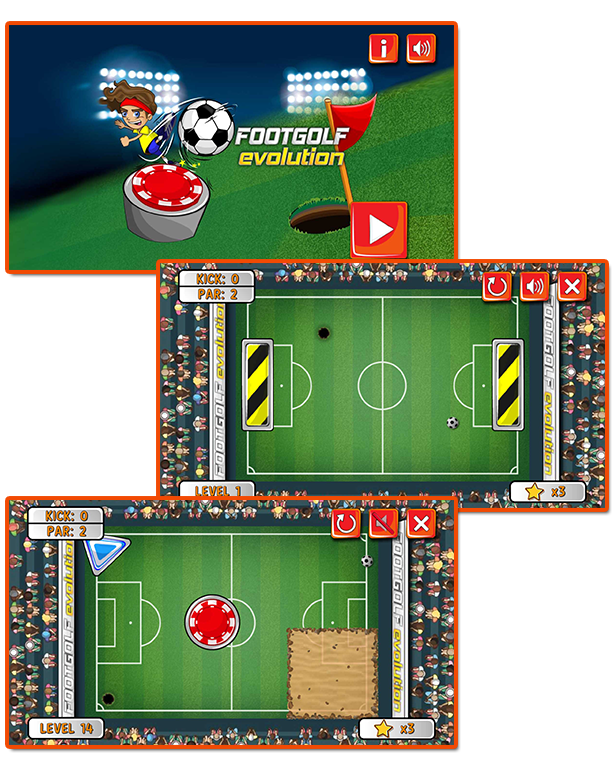 i
FOOTGOLF
evolution
KICK: 0
PAR: 2
FOOTGOLF evolution
FOOTGOLF evolution
LEVEL 1
x3
KICK: 0
PAR: 2
FOOTGOLF evolution
FOOTGOLF evolution
LEVEL 14
x3